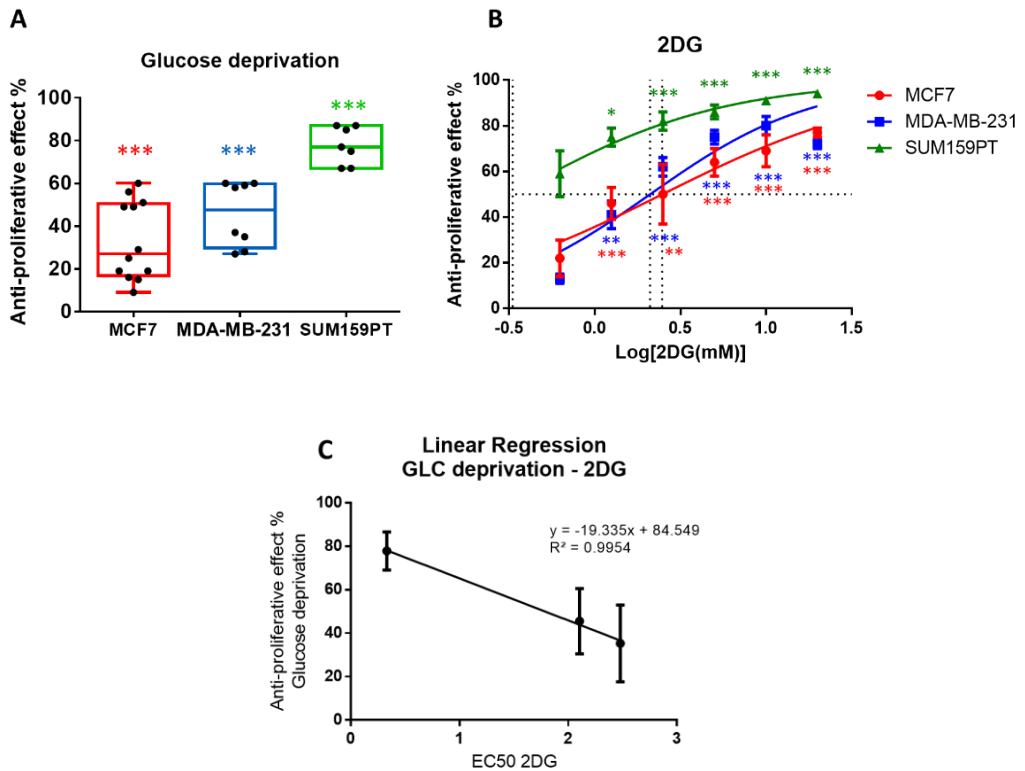 A
Glucose deprivation
Anti-proliferative effect %
100
80
60
40
20
0
***
***
***
MCF7
MDA-MB-231
SUM159PT
B
2DG
Anti-proliferative effect %
100
80
60
40
20
0
*
***
***
***
***
**
***
***
**
***
***
***
***
***
***
-0.5
0.0
0.5
1.0
1.5
Log[2DG(mM)]
MCF7
MDA-MB-231
SUM159PT
C
Linear Regression
GLC deprivation - 2DG
Anti-proliferative effect %
Glucose deprivation
100
80
60
40
20
0
y = -19.335x + 84.549
R² = 0.9954
0
1
2
3
EC50 2DG